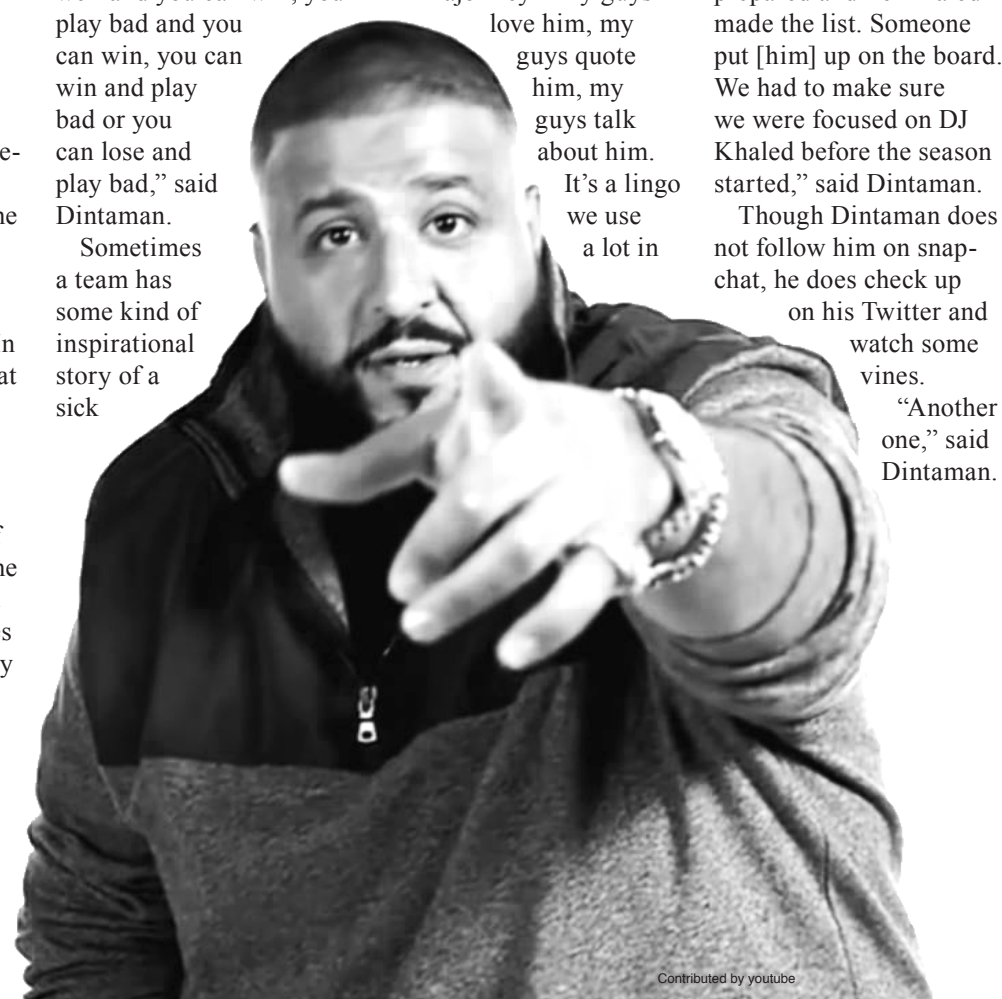 play bad and you
can win, you can
win and play
bad or you
can lose and
play bad,” said
Dintaman.
Sometimes
a team has
some kind of
inspirational
story of a
sick
love him, my
guys quote
him, my
guys talk
about him.
It’s a lingo
we use
a lot in
made the list. Someone
put [him] up on the board.
We had to make sure
we were focused on DJ
Khaled before the season
started,” said Dintaman.
Though Dintaman does
not follow him on snap-
chat, he does check up
on his Twitter and
watch some
vines.
“Another
one,” said
Dintaman.
Contributed by youtube